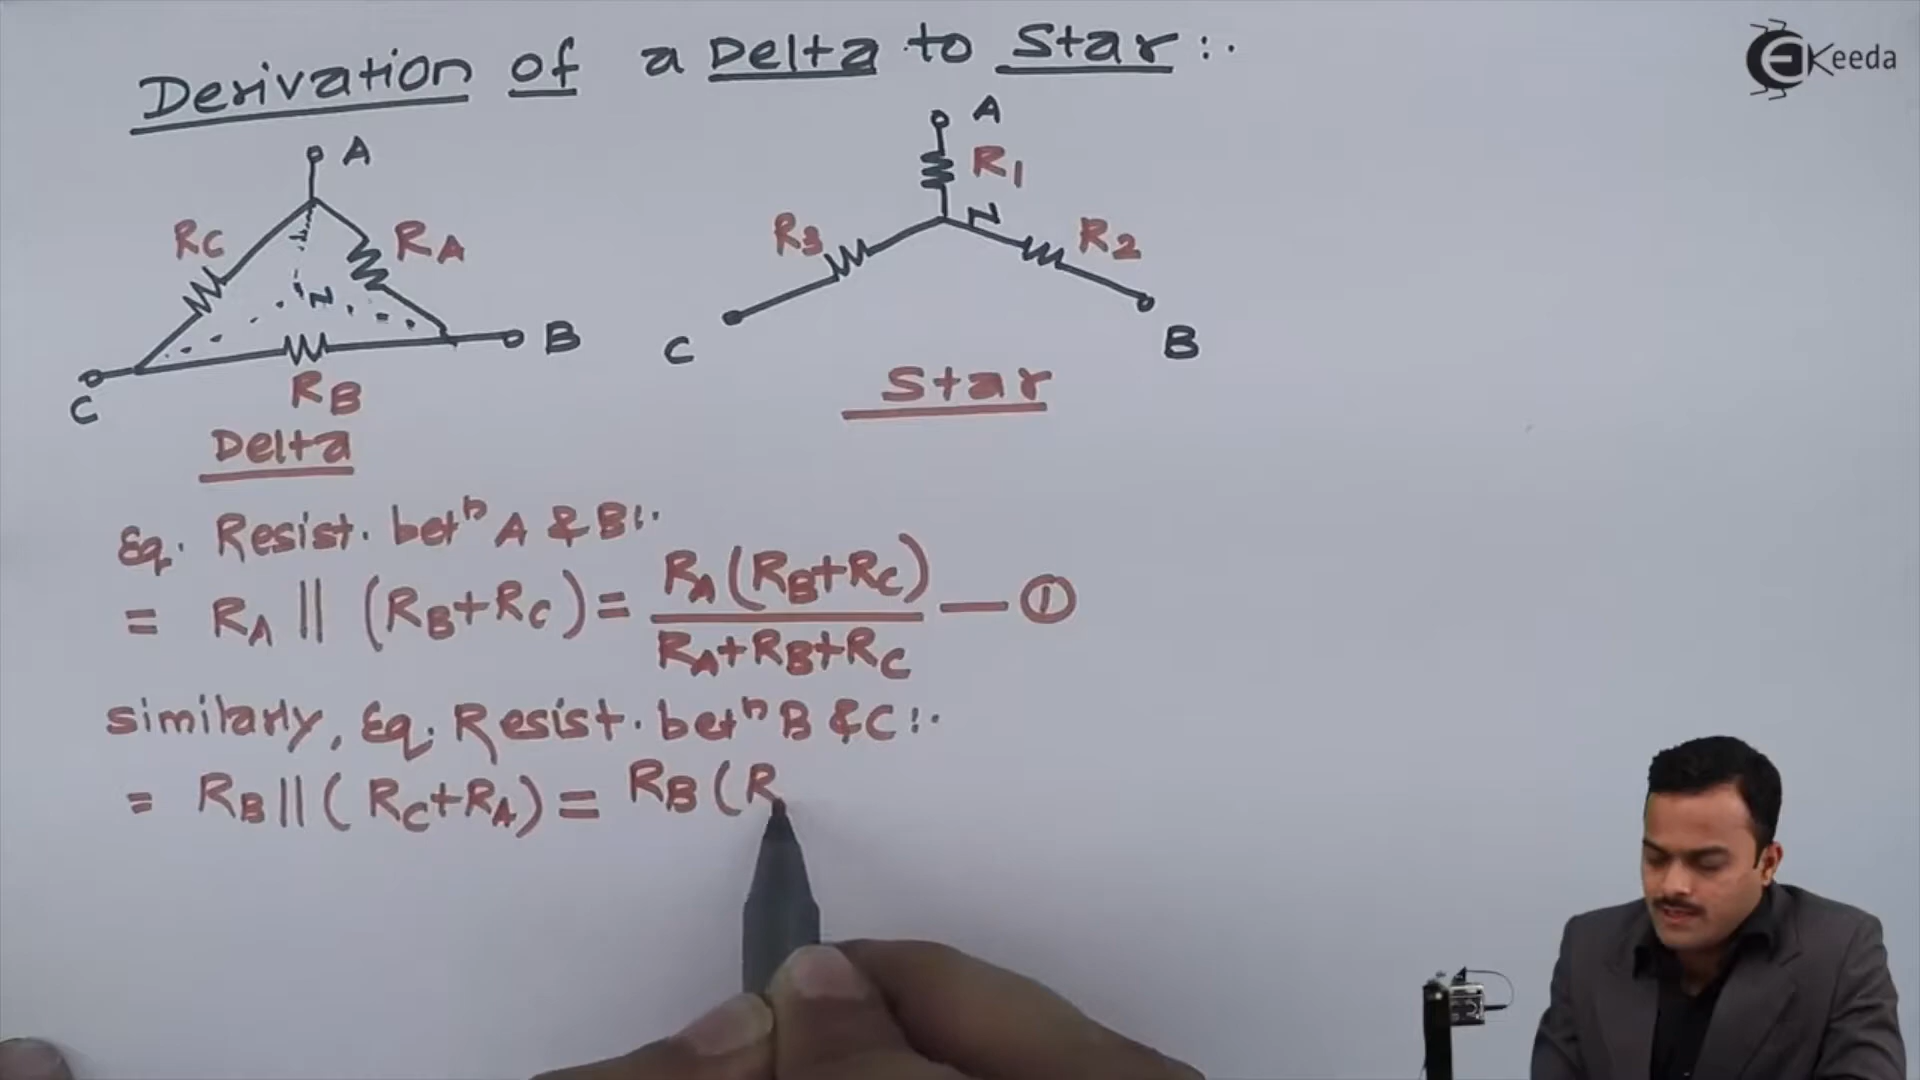 Derivation of a Delta to Star:.
EKeeda
A
A
R1
RC
RA
R3
N
R2
N
B
C
B
C
RB
Star
Delta
Eq. Resist. betⁿ A & B:.
= RA || (RB+RC) = RA (RB+RC) / RA+RB+RC — ①
similarly, Eq. Resist. betⁿ B & C:.
= RB || (RC+RA) = RB (R